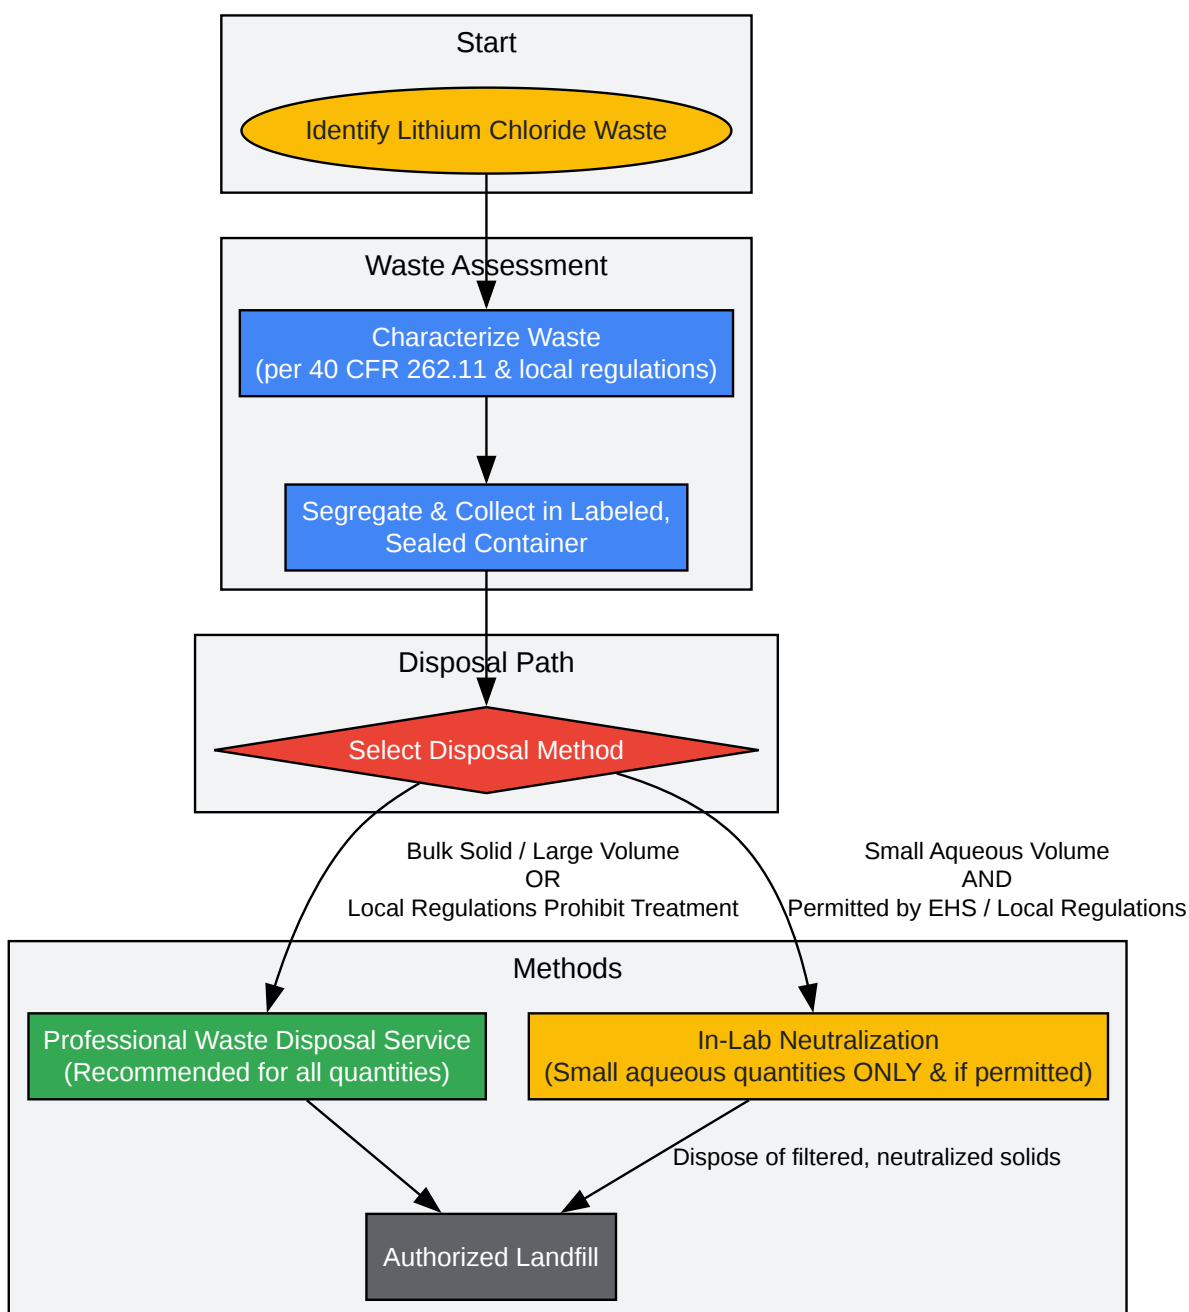 Start
Identify Lithium Chloride Waste
Waste Assessment
Characterize Waste
(per 40 CFR 262.11 & local regulations)
Segregate & Collect in Labeled,
Sealed Container
Disposal Path
Select Disposal Method
Bulk Solid / Large Volume
OR
Local Regulations Prohibit Treatment
Small Aqueous Volume
AND
Permitted by EHS / Local Regulations
Methods
Professional Waste Disposal Service
(Recommended for all quantities)
In-Lab Neutralization
(Small aqueous quantities ONLY & if permitted)
Dispose of filtered, neutralized solids
Authorized Landfill